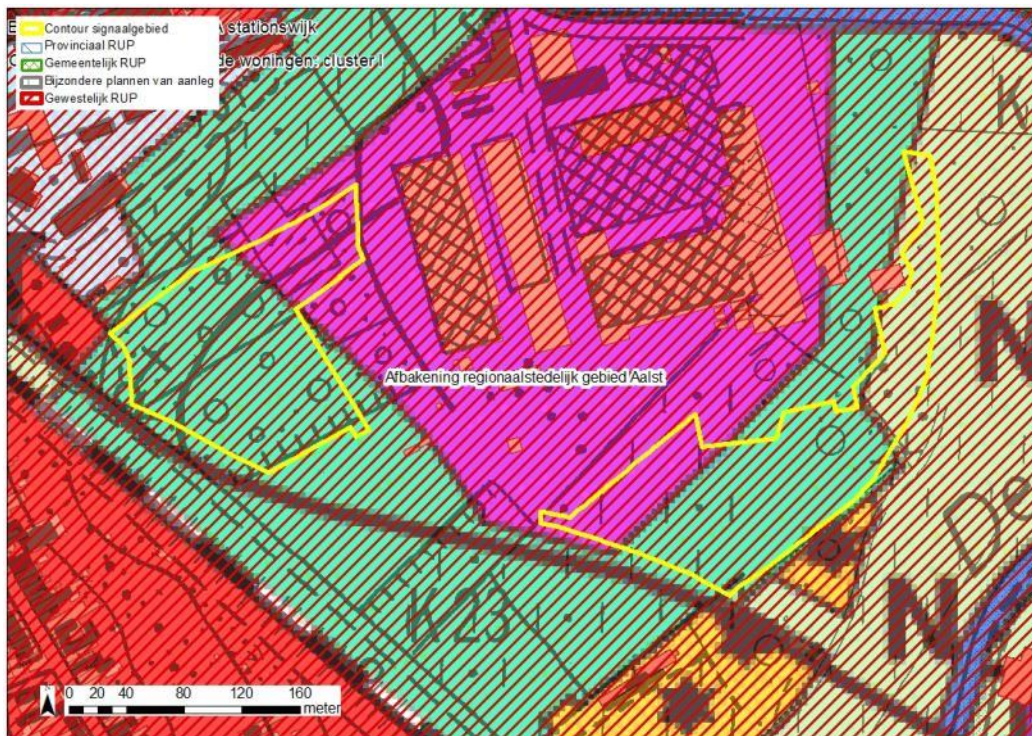 Contour signaalgebied
Provinciaal RUP
Gemeentelijk RUP
Bijzondere plannen van aanleg
Gewestelijk RUP
stationswijk
de woningen: cluster I
K
N
Afbakening regionaalstedelijk gebied Aalst
De
N
K23
0 20 40 80 120 160
meter